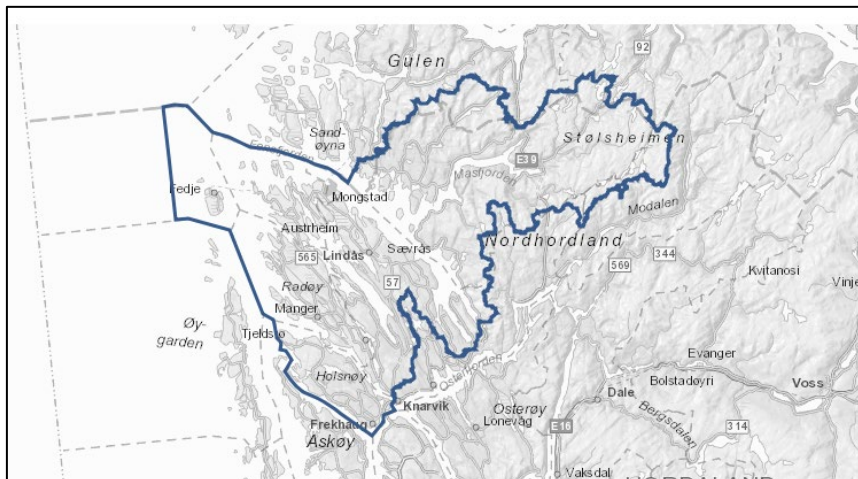 92
Gulen
Sand-
øyna
Fensfjorden
Stølsheimen
E39
Masfjorden
Fedje
Mongstad
Modalen
Austrheim
Nordhordland
Sævrås
565
Lindås
344
569
57
Kvitanosi
Radøy
Vinje
Manger
Øy-
garden
Tjeldstø
Evanger
Holsnøy
Osterfjorden
Bolstadøyri
Voss
Dale
Knarvik
Osterøy
Bergsdalen
Frekhaug
Lonevåg
E16
314
Askøy
Vaksdal
HORDALAND